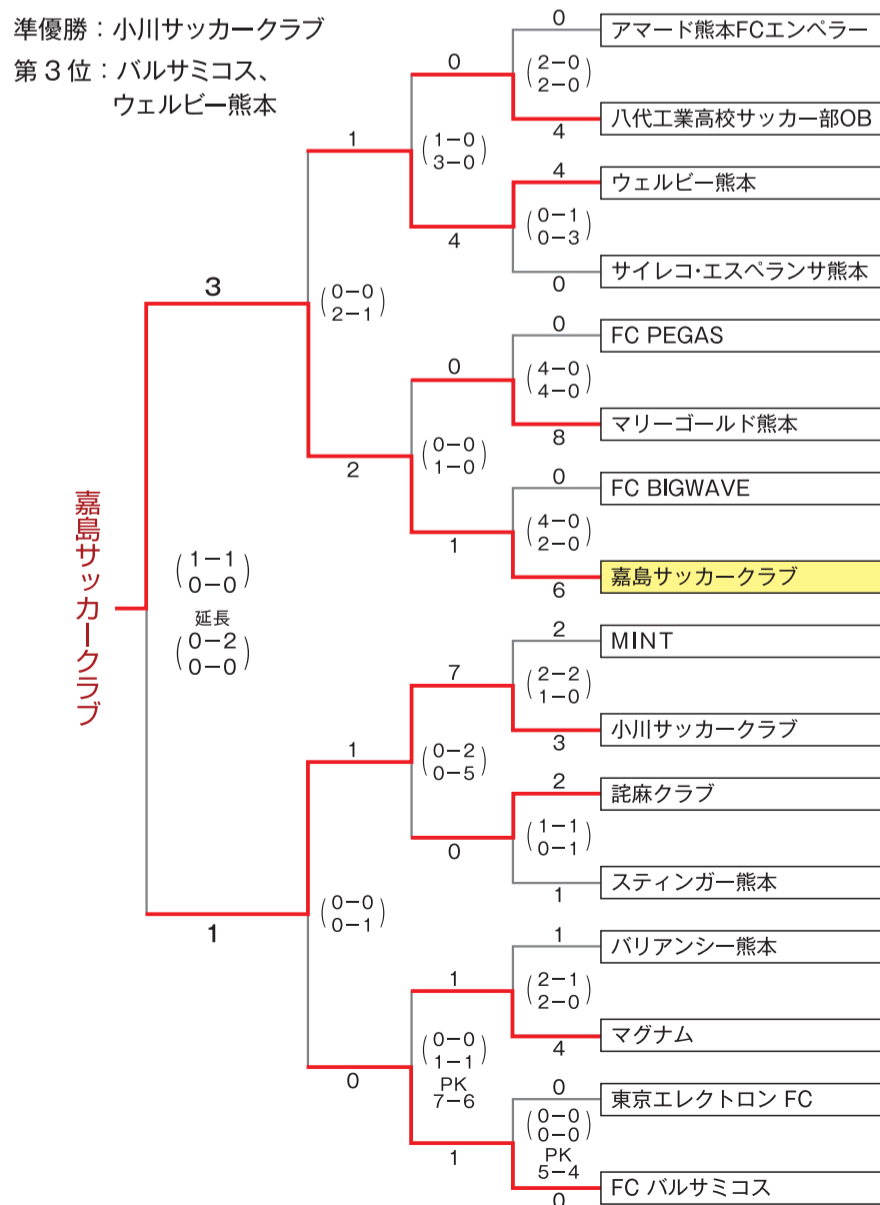 準優勝：小川サッカークラブ
第3位：バルサミコス、
ウェルビー熊本
嘉島サッカークラブ
3
1
(1-1
0-0)
延長
(0-2
0-0)
1
2
(0-0
2-1)
1
0
(0-0
0-1)
0
4
(1-0
3-0)
0
1
(0-0
1-0)
7
0
(0-2
0-5)
1
1
(0-0
1-1)
PK
7-6
0
アマード熊本FCエンペラー
(2-0
2-0)
4
八代工業高校サッカー部OB
4
ウェルビー熊本
(0-1
0-3)
0
サイレコ・エスペランサ熊本
0
FC PEGAS
(4-0
4-0)
8
マリーゴールド熊本
0
FC BIGWAVE
(4-0
2-0)
6
嘉島サッカークラブ
2
MINT
(2-2
1-0)
3
小川サッカークラブ
2
詫麻クラブ
(1-1
0-1)
1
スティンガー熊本
1
バリアンシー熊本
(2-1
2-0)
4
マグナム
0
東京エレクトロン FC
(0-0
0-0)
PK
5-4
0
FC バルサミコス